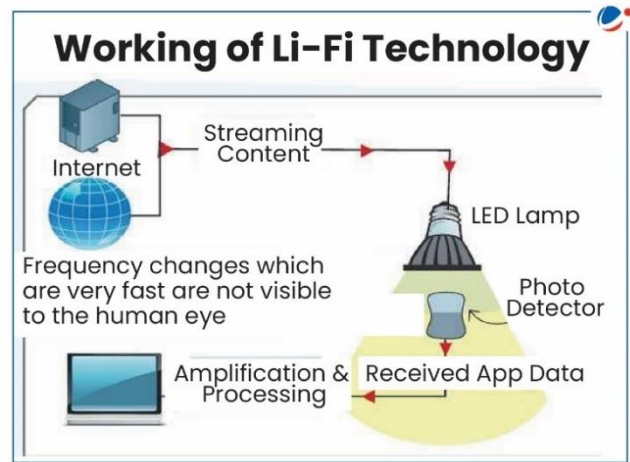 Working of Li-Fi Technology
Internet
Streaming
Content
LED Lamp
Frequency changes which
are very fast are not visible
to the human eye
Photo
Detector
Amplification &
Processing
Received App Data